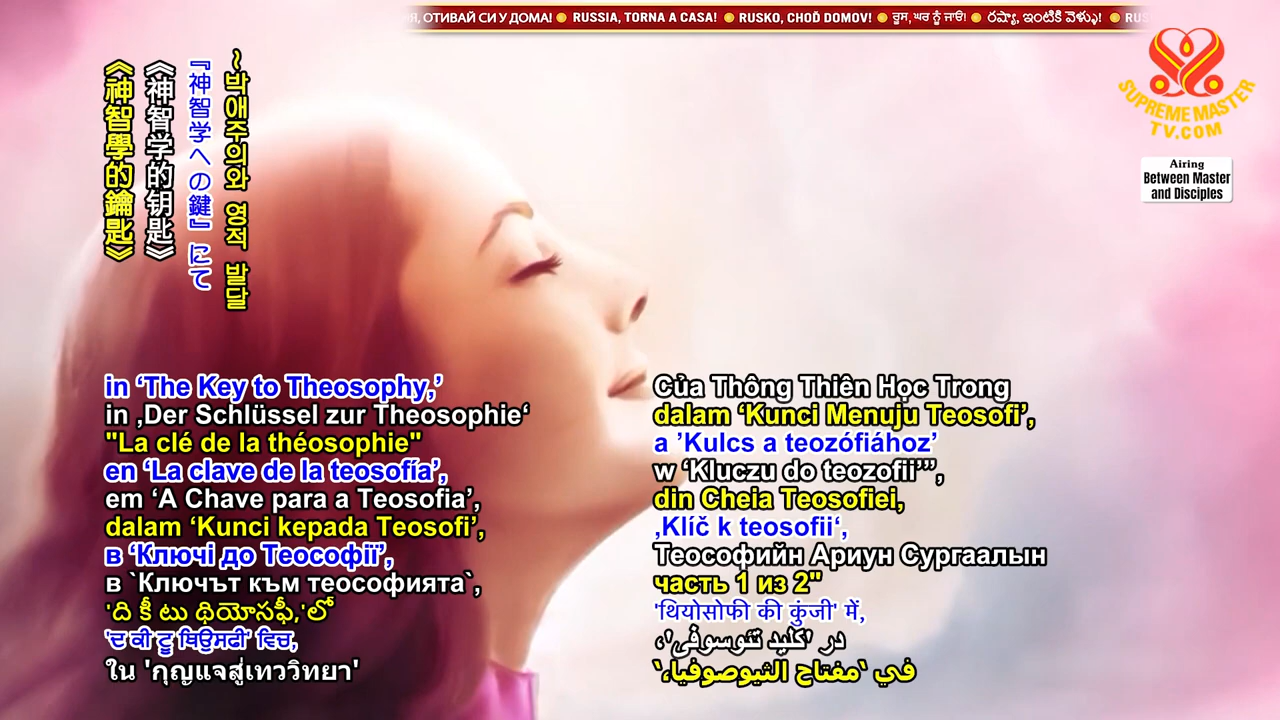 ИЯ, ОТИВАЙ СИ У ДОМА! RUSSIA, TORNA A CASA! RUSKO, CHOĎ DOMOV! ਰੂਸ, ਘਰ ਨੂੰ ਜਾਓ! రష్యా, ఇంటికి వెళ్ళు! RUS
SUPREME MASTER
TV.COM
Airing
Between Master
and Disciples
《神智學的鑰匙》
《神智学的钥匙》
『神智学への鍵』にて
~박애주의와 영적 발달
in ‘The Key to Theosophy,’
in ‚Der Schlüssel zur Theosophie‘
"La clé de la théosophie"
en ‘La clave de la teosofía’,
em ‘A Chave para a Teosofia’,
dalam ‘Kunci kepada Teosofi’,
в ‘Ключі до Теософії’,
в `Ключът към теософията`,
'ది కీ టు థియోసఫీ,'లో
'ਦ ਕੀ ਟੂ ਥਿਉਸਫੀ' ਵਿਚ,
ใน 'กุญแจสู่เทววิทยา'
Của Thông Thiên Học Trong
dalam ‘Kunci Menuju Teosofi’,
a ’Kulcs a teozófiához’
w ‘Kluczu do teozofii’”,
din Cheia Teosofiei,
‚Klíč k teosofii‘,
Теософийн Ариун Сургаалын
часть 1 из 2"
'थियोसोफी की कुंजी' में,
در 'کلید تئوسوفی'،
في ‘مفتاح الثيوصوفيا،‘